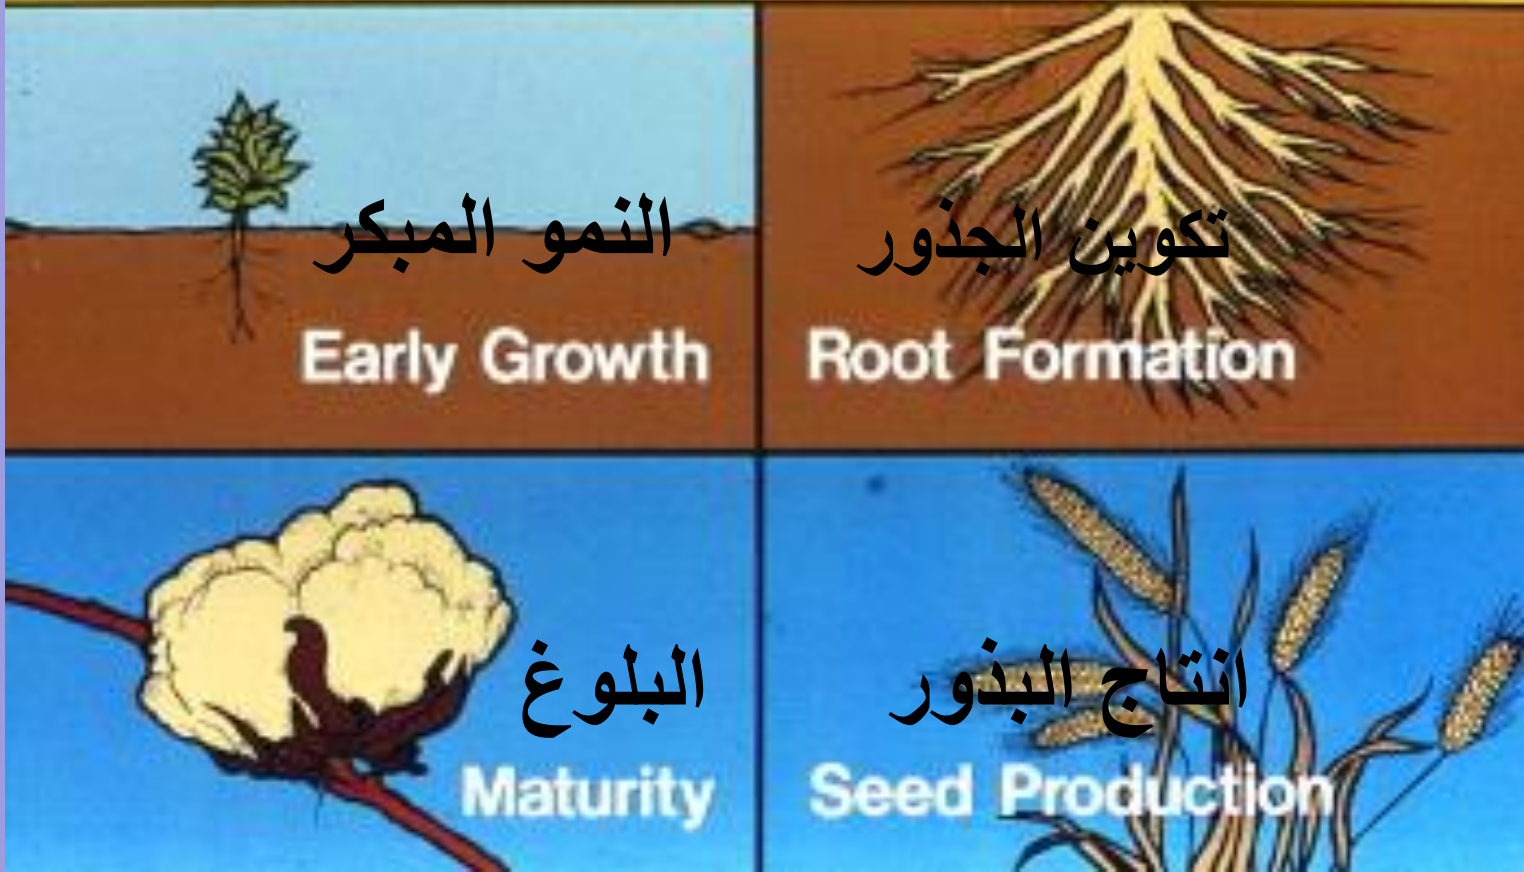 النمو المبكر
Early Growth
تكوين الجذور
Root Formation
البلوغ
Maturity
انتاج البذور
Seed Production